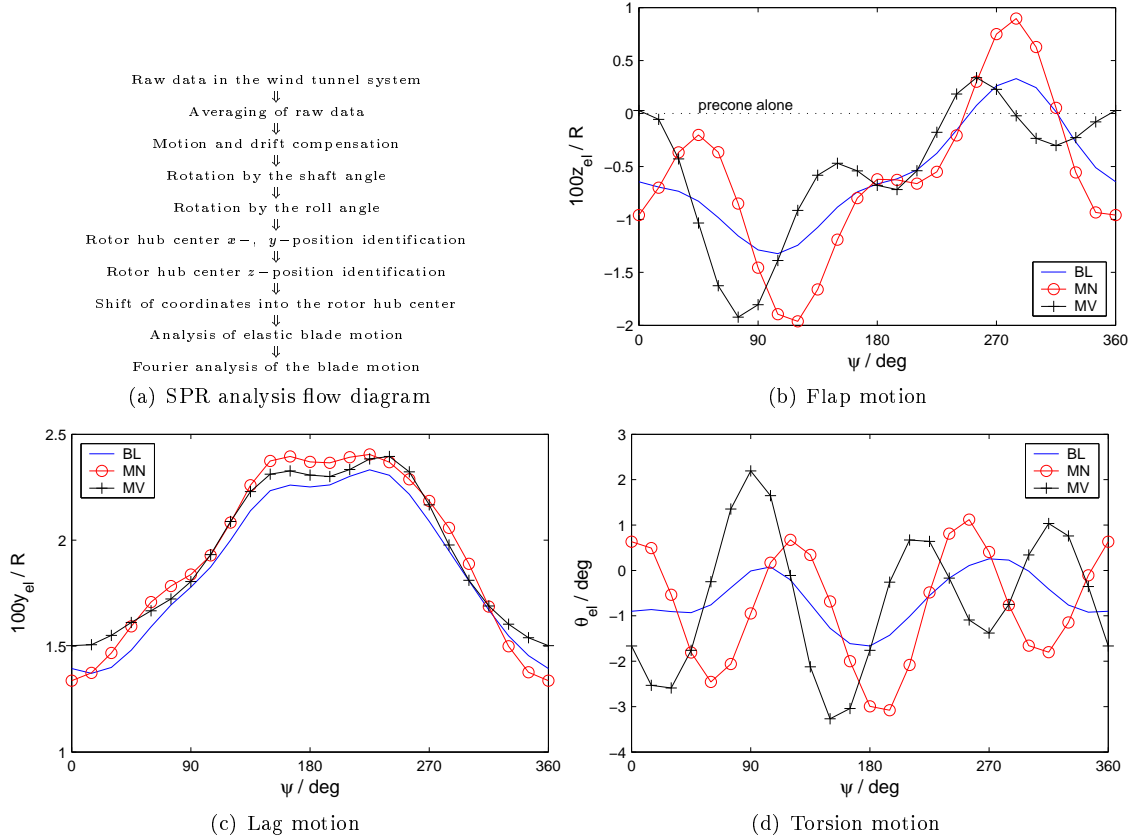 Raw data in the wind tunnel system
⇓
Averaging of raw data
⇓
Motion and drift compensation
⇓
Rotation by the shaft angle
⇓
Rotation by the roll angle
⇓
Rotor hub center x−, y−position identification
⇓
Rotor hub center z−position identification
⇓
Shift of coordinates into the rotor hub center
⇓
Analysis of elastic blade motion
⇓
Fourier analysis of the blade motion
(a) SPR analysis flow diagram
1
0.5
0
−0.5
−1
−1.5
−2
100z_el / R
precone alone
BL
MN
MV
0 90 180 270 360
ψ / deg
(b) Flap motion
2.5
2
1.5
1
100y_el / R
BL
MN
MV
0 90 180 270 360
ψ / deg
(c) Lag motion
3
2
1
0
−1
−2
−3
−4
θ_el / deg
BL
MN
MV
0 90 180 270 360
ψ / deg
(d) Torsion motion